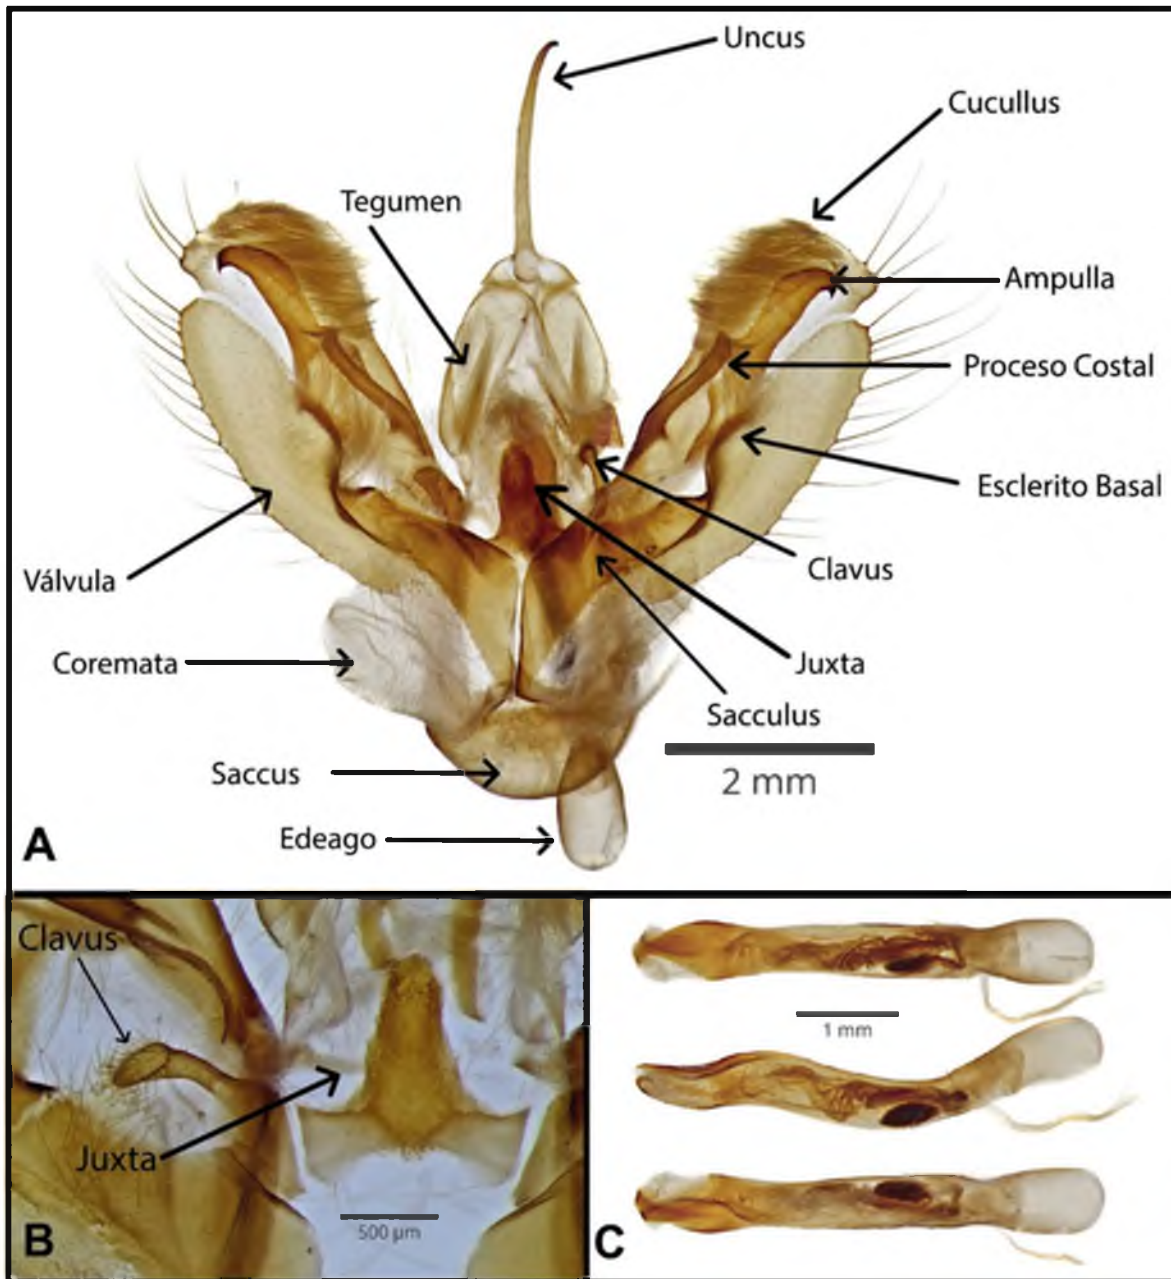 Uncus
Cucullus
Tegumen
Ampulla
Proceso Costal
Esclerito Basal
Válvula
Clavus
Coremata
Juxta
Sacculus
Saccus
2 mm
Edeago
A
Clavus
Juxta
500 µm
B
1 mm
C